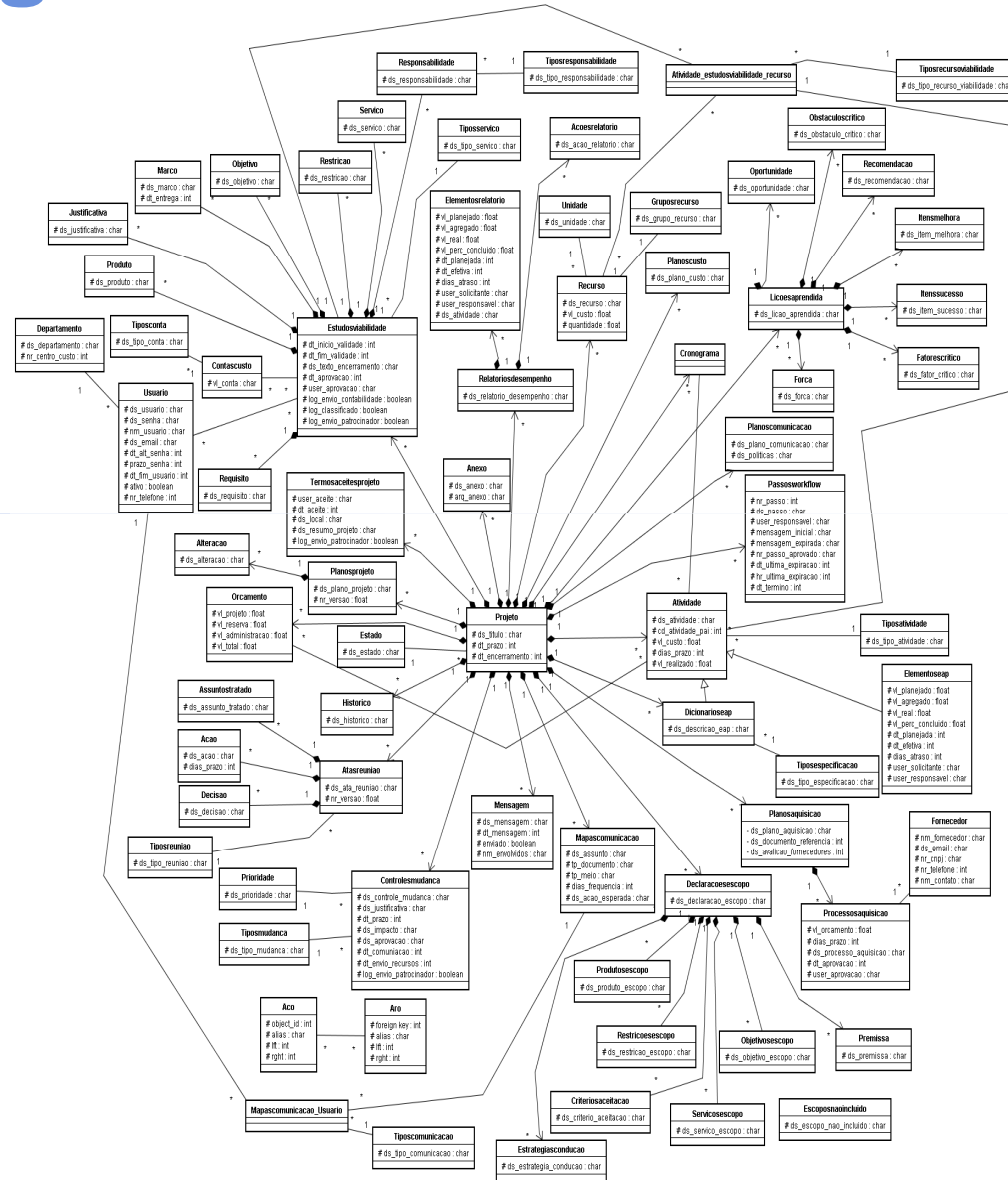 Responsabilidade
# ds_responsabilidade : char
Tiposresponsabilidade
# ds_tipo_responsabilidade : char
Atividade_estudosviabilidade_recurso
Tiposrecursoviabilidade
# ds_tipo_recurso_viabilidade : cha
Servico
# ds_servico : char
Tiposservico
# ds_tipo_servico : char
Acoesrelatorio
# ds_acao_relatorio : char
Obstaculoscritico
# ds_obstaculo_critico : char
Marco
# ds_marco : char
# dt_entrega : int
Objetivo
# ds_objetivo : char
Restricao
# ds_restricao : char
Oportunidade
# ds_oportunidade : char
Recomendacao
# ds_recomendacao : char
Justificativa
# ds_justificativa : char
Elementosrelatorio
# vl_planejado : float
# vl_agregado : float
# vl_real : float
# vl_perc_concluido : float
# dt_planejada : int
# dt_efetiva : int
# dias_atraso : int
# user_solicitante : char
# user_responsavel : char
# ds_atividade : char
Unidade
# ds_unidade : char
Gruposrecurso
# ds_grupo_recurso : char
Itensmelhora
# ds_item_melhora : char
Produto
# ds_produto : char
Planoscusto
# ds_plano_custo : char
Recurso
# ds_recurso : char
# vl_custo : float
# quantidade : float
Licoesaprendida
# ds_licao_aprendida : char
Itenssucesso
# ds_item_sucesso : char
Departamento
# ds_departamento : char
# nr_centro_custo : int
Tiposconta
# ds_tipo_conta : char
Estudosviabilidade
# dt_inicio_validade : int
# dt_fim_validade : int
# ds_texto_encerramento : char
# dt_aprovacao : int
# user_aprovacao : char
# log_envio_contabilidade : boolean
# log_classificado : boolean
# log_envio_patrocinador : boolean
Contascusto
# vl_conta : char
Cronograma
Fatorescritico
# ds_fator_critico : char
Usuario
# ds_usuario : char
# ds_senha : char
# nm_usuario : char
# ds_email : char
# dt_alt_senha : int
# prazo_senha : int
# dt_fim_usuario : int
# ativo : boolean
# nr_telefone : int
Relatoriosdesempenho
# ds_relatorio_desempenho : char
Forca
# ds_forca : char
Requisito
# ds_requisito : char
Planoscomunicacao
# ds_plano_comunicacao : char
# ds_politicas : char
Termosaceitesprojeto
# user_aceite : char
# dt_aceite : int
# ds_local : char
# ds_resumo_projeto : char
# log_envio_patrocinador : boolean
Anexo
# ds_anexo : char
# arq_anexo : char
Passosworkflow
# nr_passo : int
# ds_passo : char
# user_responsavel : char
# mensagem_inicial : char
# mensagem_expirada : char
# nr_passo_aprovado : char
# dt_ultima_expiracao : int
# hr_ultima_expiracao : int
# dt_termino : int
Alteracao
# ds_alteracao : char
Planosprojeto
# ds_plano_projeto : char
# nr_versao : float
Orcamento
# vl_projeto : float
# vl_reserva : float
# vl_administracao : float
# vl_total : float
Estado
# ds_estado : char
Projeto
# ds_titulo : char
# dt_prazo : int
# dt_encerramento : int
Atividade
# ds_atividade : char
# cd_atividade_pai : int
# vl_custo : float
# dias_prazo : int
# vl_realizado : float
Tiposatividade
# ds_tipo_atividade : char
Elementoseap
# vl_planejado : float
# vl_agregado : float
# vl_real : float
# vl_perc_concluido : float
# dt_planejada : int
# dt_efetiva : int
# dias_atraso : int
# user_solicitante : char
# user_responsavel : char
Assuntostratado
# ds_assunto_tratado : char
Historico
# ds_historico : char
Dicionarioseap
# ds_descricao_eap : char
Acao
# ds_acao : char
# dias_prazo : int
Atasreuniao
# ds_ata_reuniao : char
# nr_versao : float
Tiposespecificacao
# ds_tipo_especificacao : char
Decisao
# ds_decisao : char
Mensagem
# ds_mensagem : char
# dt_mensagem : int
# enviado : boolean
# nm_envolvidos : char
Planosaquisicao
- ds_plano_aquisicao : char
- ds_documento_referencia : int
- ds_avalicao_fornecedores : int
Fornecedor
# nm_fornecedor : char
# ds_email : char
# nr_cnpj : char
# nr_telefone : int
# nm_contato : char
Tiposreuniao
# ds_tipo_reuniao : char
Mapascomunicacao
# ds_assunto : char
# tp_documento : char
# tp_meio : char
# dias_frequencia : int
# ds_acao_esperada : char
Prioridade
# ds_prioridade : char
Controlesmudanca
# ds_controle_mudanca : char
# ds_justificativa : char
# dt_prazo : int
# ds_impacto : char
# ds_aprovacao : char
# dt_comuniacao : int
# dt_envio_recursos : int
# log_envio_patrocinador : boolean
Declaracoesescopo
# ds_declaracao_escopo : char
Processosaquisicao
# vl_orcamento : float
# dias_prazo : int
# ds_processo_aquisicao : char
# dt_aprovacao : int
# user_aprovacao : char
Tiposmudanca
# ds_tipo_mudanca : char
Produtosescopo
# ds_produto_escopo : char
Aco
# object_id : int
# alias : char
# lft : int
# rght : int
Aro
# foreign key : int
# alias : char
# lft : int
# rght : int
Restricoesescopo
# ds_restricao_escopo : char
Objetivosescopo
# ds_objetivo_escopo : char
Premissa
# ds_premissa : char
Mapascomunicacao_Usuario
Criteriosaceitacao
# ds_criterio_aceitacao : char
Servicosescopo
# ds_servico_escopo : char
Escoposnaoincluido
# ds_escopo_nao_incluido : char
Tiposcomunicacao
# ds_tipo_comunicacao : char
Estrategiasconducao
# ds_estrategia_conducao : char